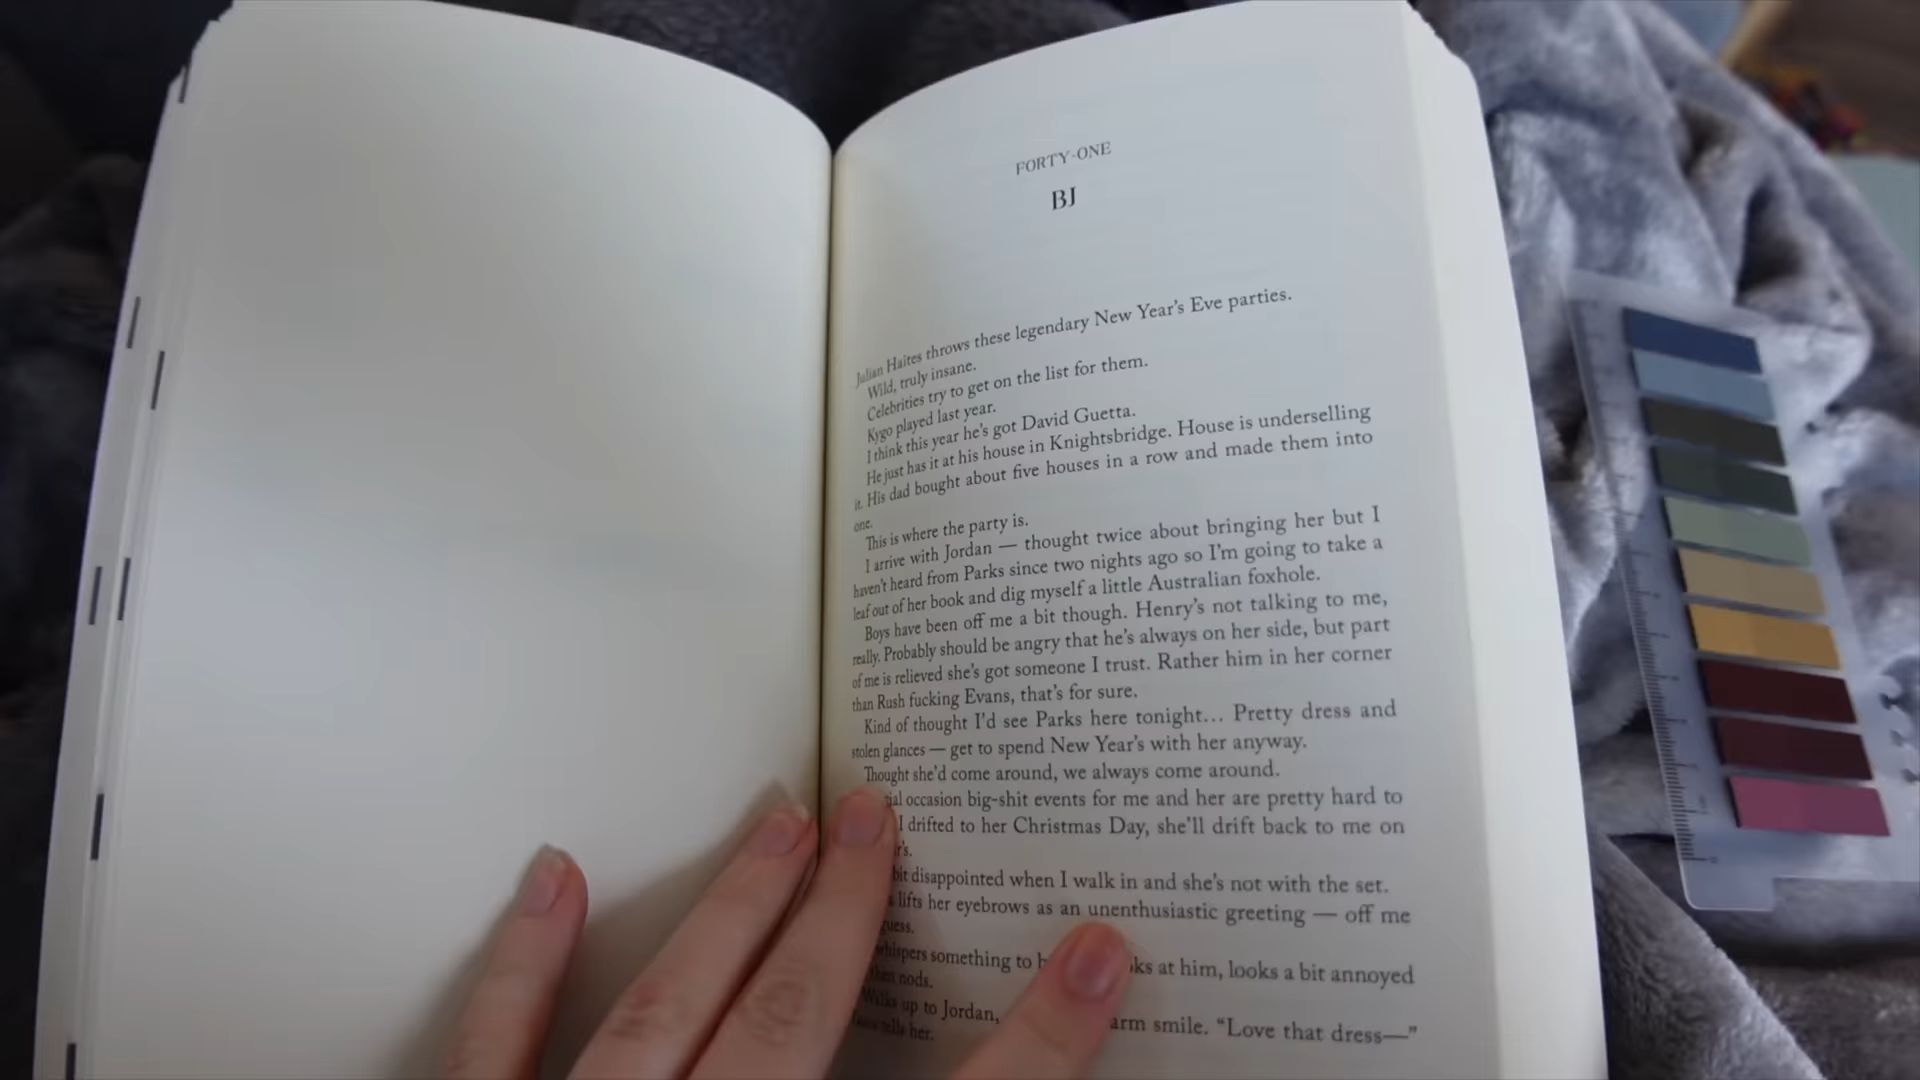 FORTY-ONE
BJ
Julian Haites throws these legendary New Year's Eve parties.
Wild, truly insane.
Celebrities try to get on the list for them.
Kygo played last year.
I think this year he's got David Guetta.
He just has it at his house in Knightsbridge. House is underselling
it. His dad bought about five houses in a row and made them into
one.
This is where the party is.
I arrive with Jordan — thought twice about bringing her but I
haven't heard from Parks since two nights ago so I'm going to take a
leaf out of her book and dig myself a little Australian foxhole.
Boys have been off me a bit though. Henry's not talking to me,
really. Probably should be angry that he's always on her side, but part
of me is relieved she's got someone I trust. Rather him in her corner
than Rush fucking Evans, that's for sure.
Kind of thought I'd see Parks here tonight… Pretty dress and
stolen glances — get to spend New Year's with her anyway.
Thought she'd come around, we always come around.
occasion big-shit events for me and her are pretty hard to
I drifted to her Christmas Day, she'll drift back to me on
bit disappointed when I walk in and she's not with the set.
lifts her eyebrows as an unenthusiastic greeting — off me
guess.
whispers something to at him, looks a bit annoyed
then nods.
Walks up to Jordan, smile. “Love that dress—”
tells her.